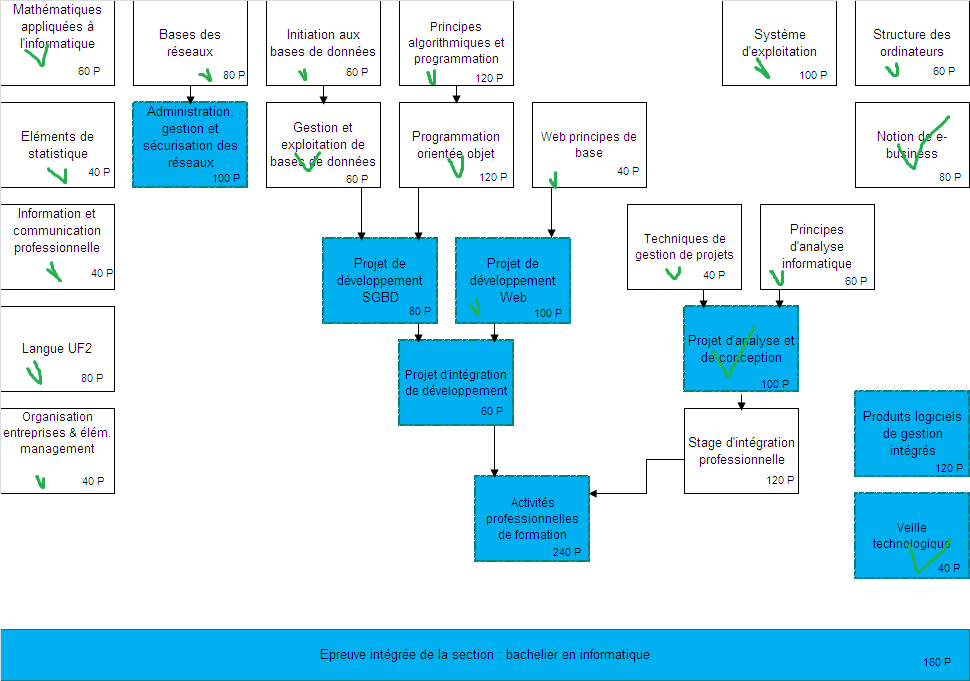 Mathématiques
appliquées à
l'informatique
60 P
Bases des
réseaux
80 P
Initiation aux
bases de données
60 P
Principes
algorithmiques et
programmation
120 P
Système
d'exploitation
100 P
Structure des
ordinateurs
60 P
Eléments de
statistique
40 P
Administration,
gestion et
sécurisation des
réseaux
100 P
Gestion et
exploitation de
bases de données
60 P
Programmation
orientée objet
120 P
Web principes de
base
40 P
Notion de e-
business
80 P
Information et
communication
professionnelle
40 P
Projet de
développement
SGBD
80 P
Projet de
développement
Web
100 P
Techniques de
gestion de projets
40 P
Principes
d'analyse
informatique
60 P
Langue UF2
80 P
Projet d'intégration
de développement
60 P
Projet d'analyse et
de conception
100 P
Organisation
entreprises & élém.
management
40 P
Stage d'intégration
professionnelle
120 P
Produits logiciels
de gestion
intégrés
120 P
Activités
professionnelles
de formation
240 P
Veille
technologique
40 P
Epreuve intégrée de la section : bachelier en informatique
160 P